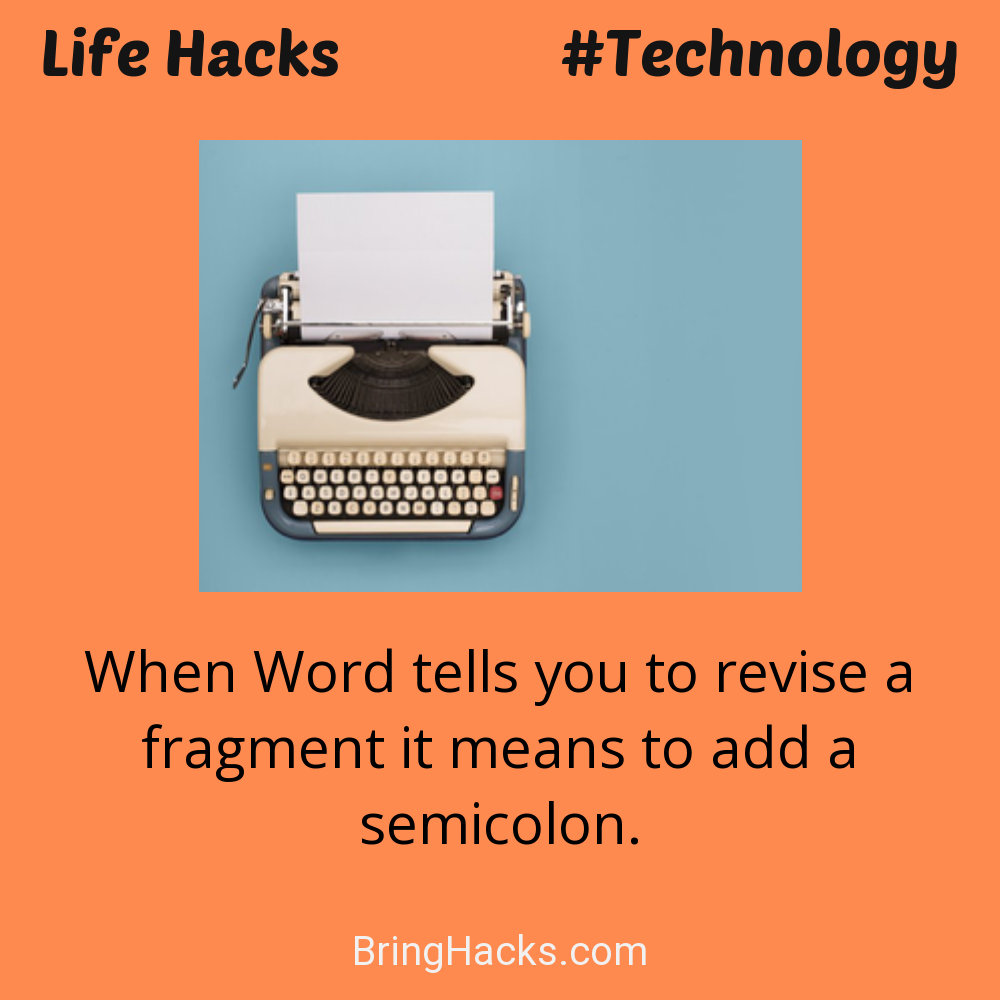 Life Hacks
#Technology
When Word tells you to revise a
fragment it means to add a
semicolon.
BringHacks.com